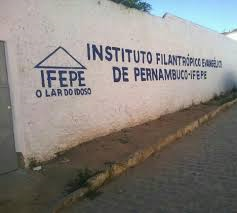 IFEPE
O LAR DO IDOSO
INSTITUTO FILANTRÓPICO EVANGÉLICO
DE PERNAMBUCO-IFEPE